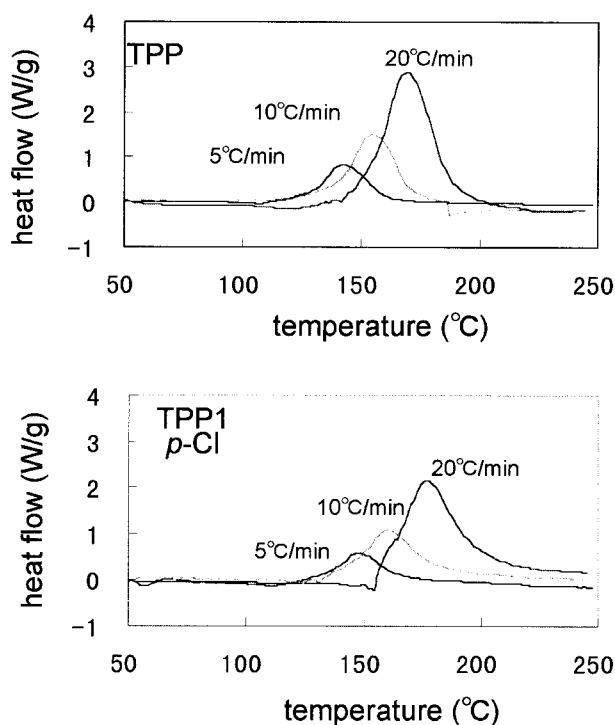 TPP
20°C/min
10°C/min
5°C/min
heat flow (W/g)
4
3
2
1
0
−1
50
100
150
200
250
temperature (°C)
TPP1
p-Cl
20°C/min
10°C/min
5°C/min
heat flow (W/g)
4
3
2
1
0
−1
50
100
150
200
250
temperature (°C)